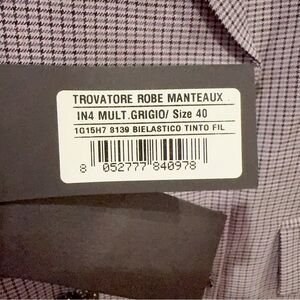 TROVATORE ROBE MANTEAUX
IN4 MULT.GRIGIO/ Size 40
1G15H7 8139 BIELASTICO TINTO FIL
8 052777 840978